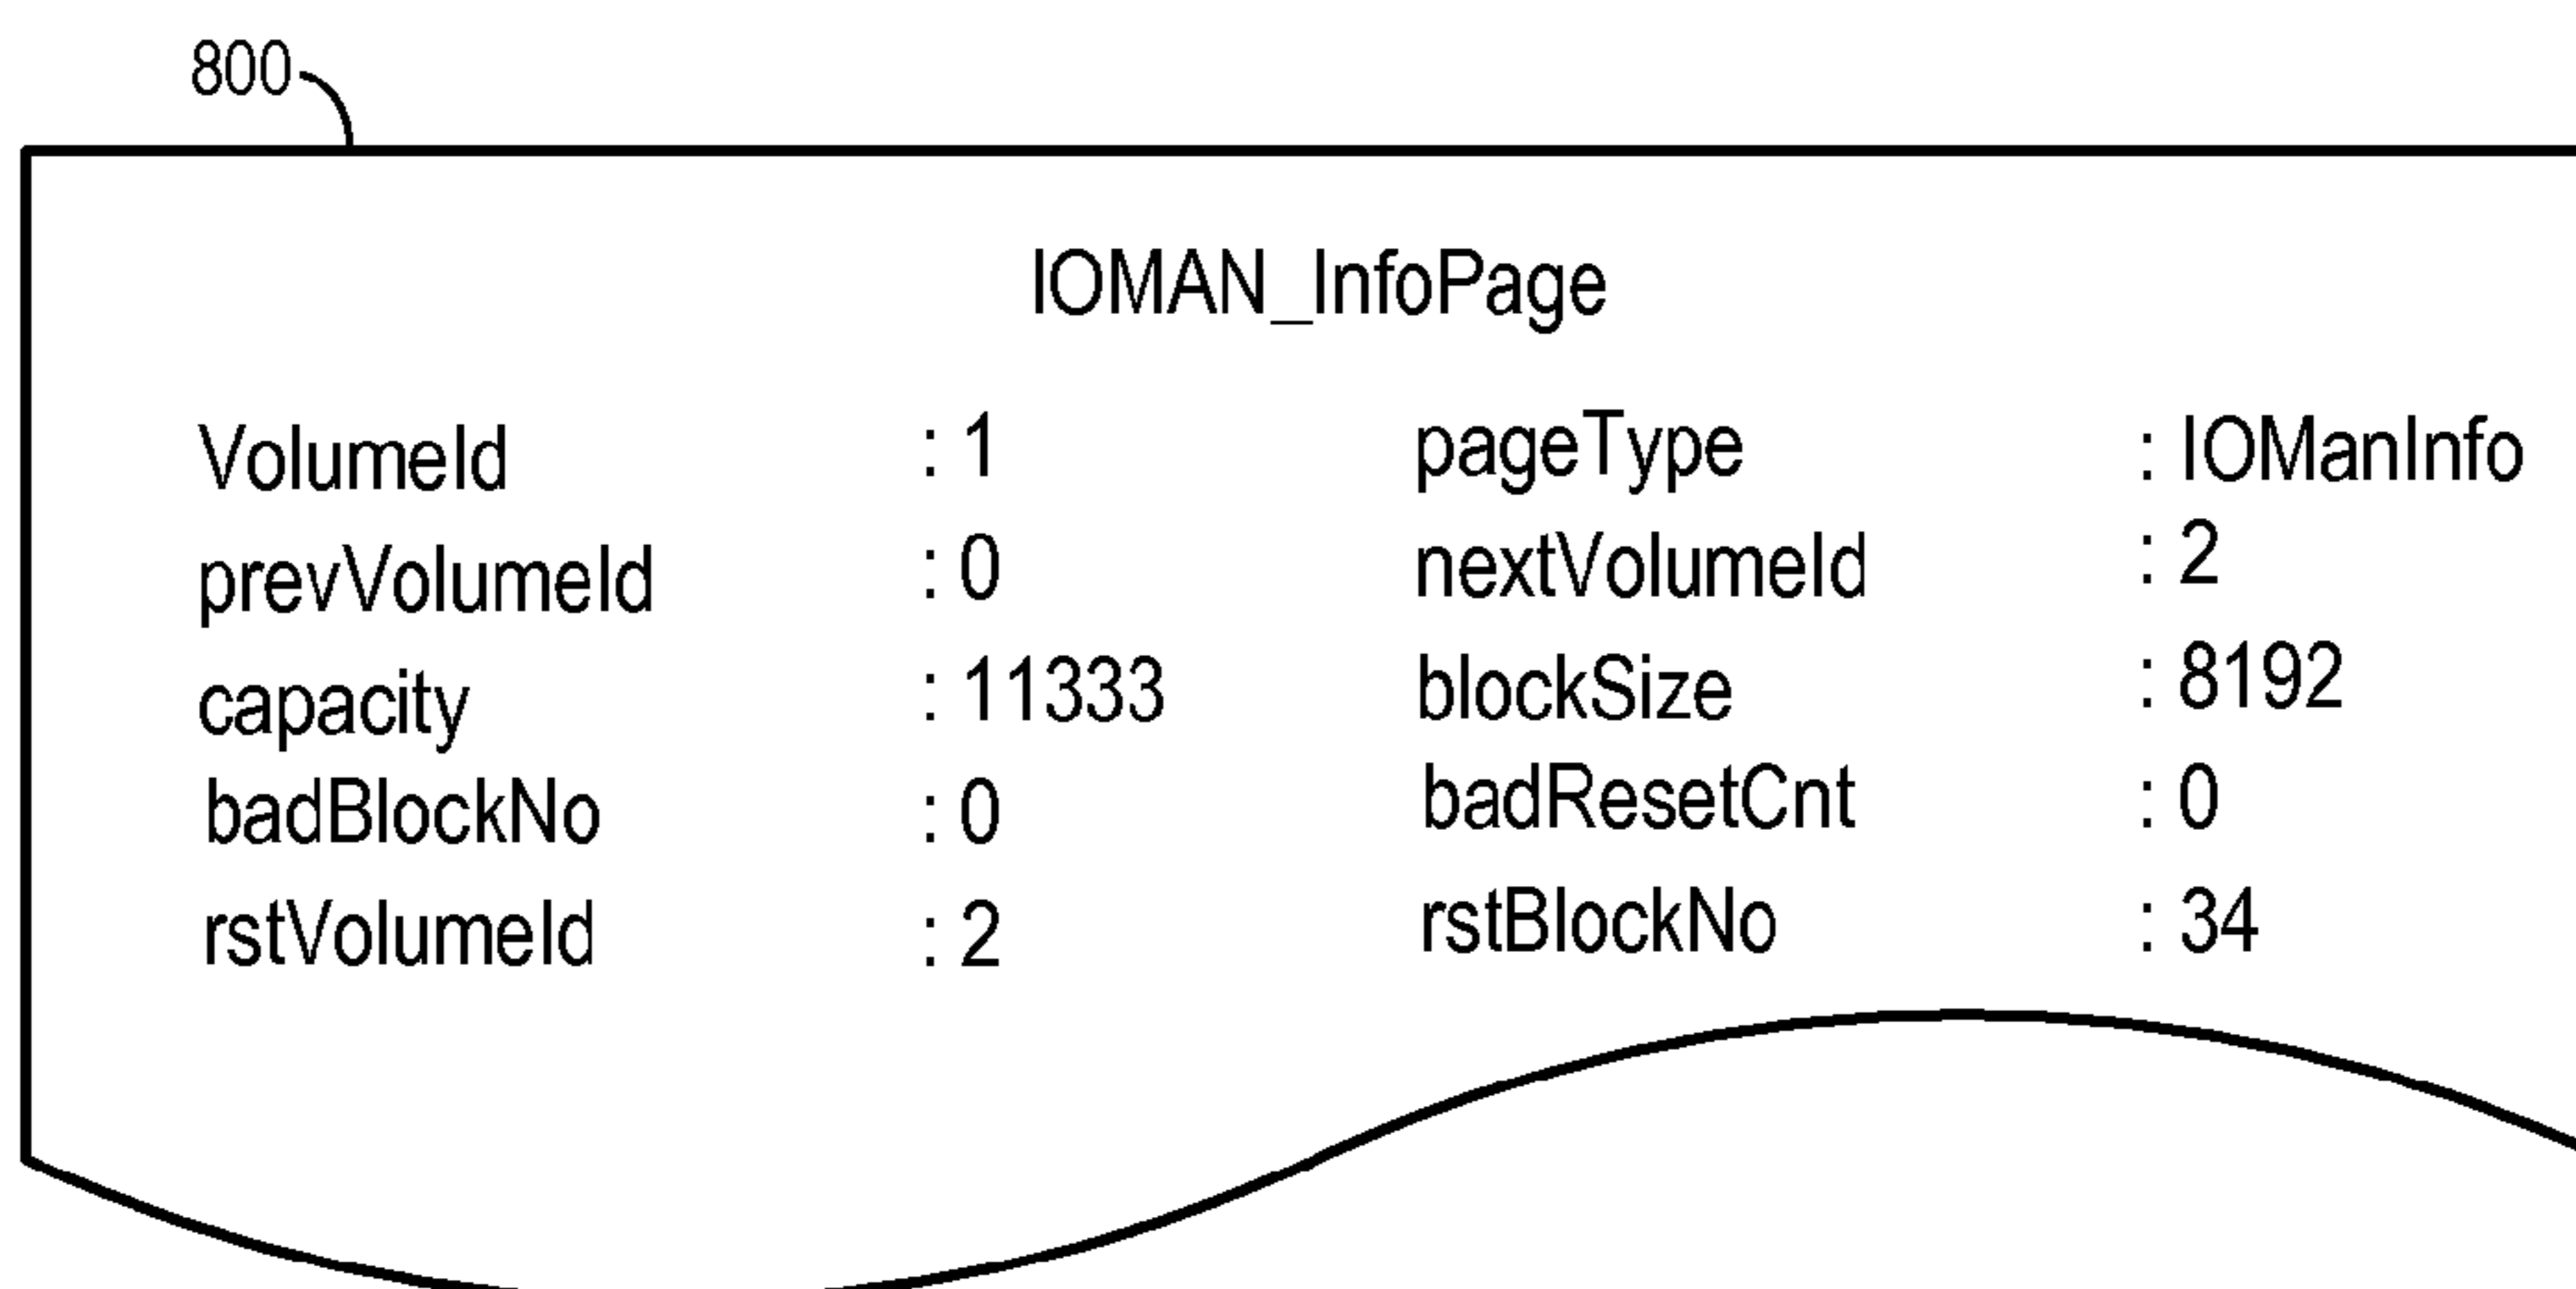 800
IOMAN_InfoPage
VolumeId : 1 pageType : IOManInfo
prevVolumeId : 0 nextVolumeId : 2
capacity : 11333 blockSize : 8192
badBlockNo : 0 badResetCnt : 0
rstVolumeId : 2 rstBlockNo : 34